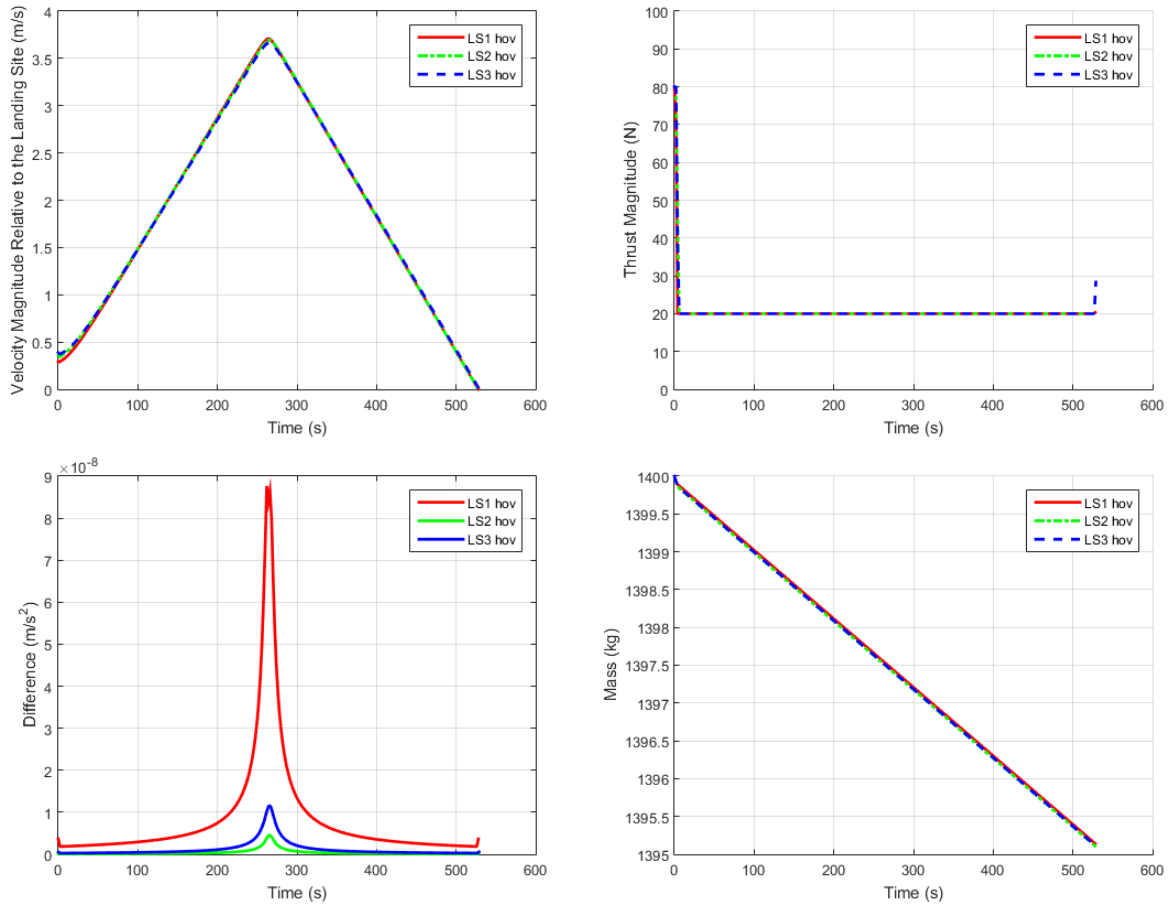 Velocity Magnitude Relative to the Landing Site (m/s)
4
3.5
3
2.5
2
1.5
1
0.5
0
0 100 200 300 400 500 600
Time (s)
LS1 hov
LS2 hov
LS3 hov
Thrust Magnitude (N)
100
90
80
70
60
50
40
30
20
10
0
0 100 200 300 400 500 600
Time (s)
LS1 hov
LS2 hov
LS3 hov
Difference (m/s²)
×10⁻⁸
9
8
7
6
5
4
3
2
1
0
0 100 200 300 400 500 600
Time (s)
LS1 hov
LS2 hov
LS3 hov
Mass (kg)
1400
1399.5
1399
1398.5
1398
1397.5
1397
1396.5
1396
1395.5
1395
0 100 200 300 400 500 600
Time (s)
LS1 hov
LS2 hov
LS3 hov